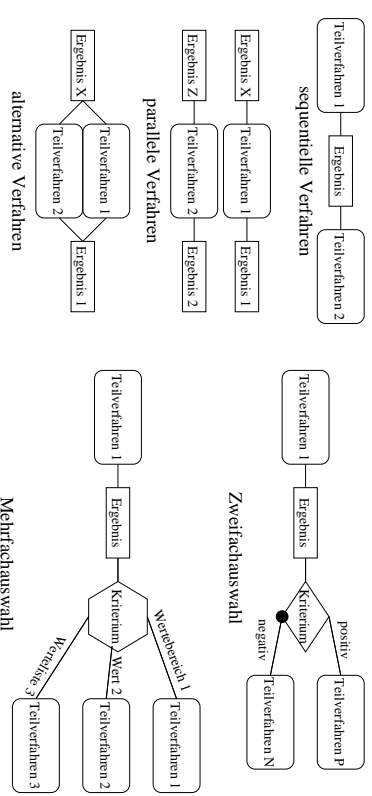 Teilverfahren 1
Ergebnis
Teilverfahren 2
sequentielle Verfahren
Ergebnis X
Teilverfahren 1
Ergebnis 1
Ergebnis Z
Teilverfahren 2
Ergebnis 2
parallele Verfahren
Ergebnis X
Teilverfahren 1
Teilverfahren 2
Ergebnis 1
alternative Verfahren
Teilverfahren 1
Ergebnis
Kriterium
positiv
negativ
Teilverfahren P
Teilverfahren N
Zweifachauswahl
Teilverfahren 1
Ergebnis
Kriterium
Wertebereich 1
Wert 2
Werteliste 3
Teilverfahren 1
Teilverfahren 2
Teilverfahren 3
Mehrfachauswahl